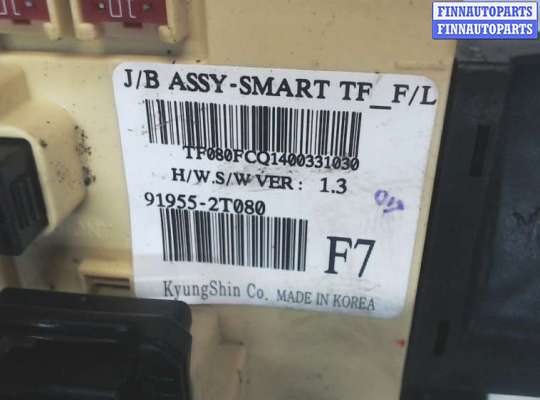 FINNAUTOPARTS
FINNAUTOPARTS
J/B ASSY-SMART TF_F/L
TF080FCQ1400331030
H/W.S/W VER : 1.3
91955-2T080
F7
KyungShin Co. MADE IN KOREA